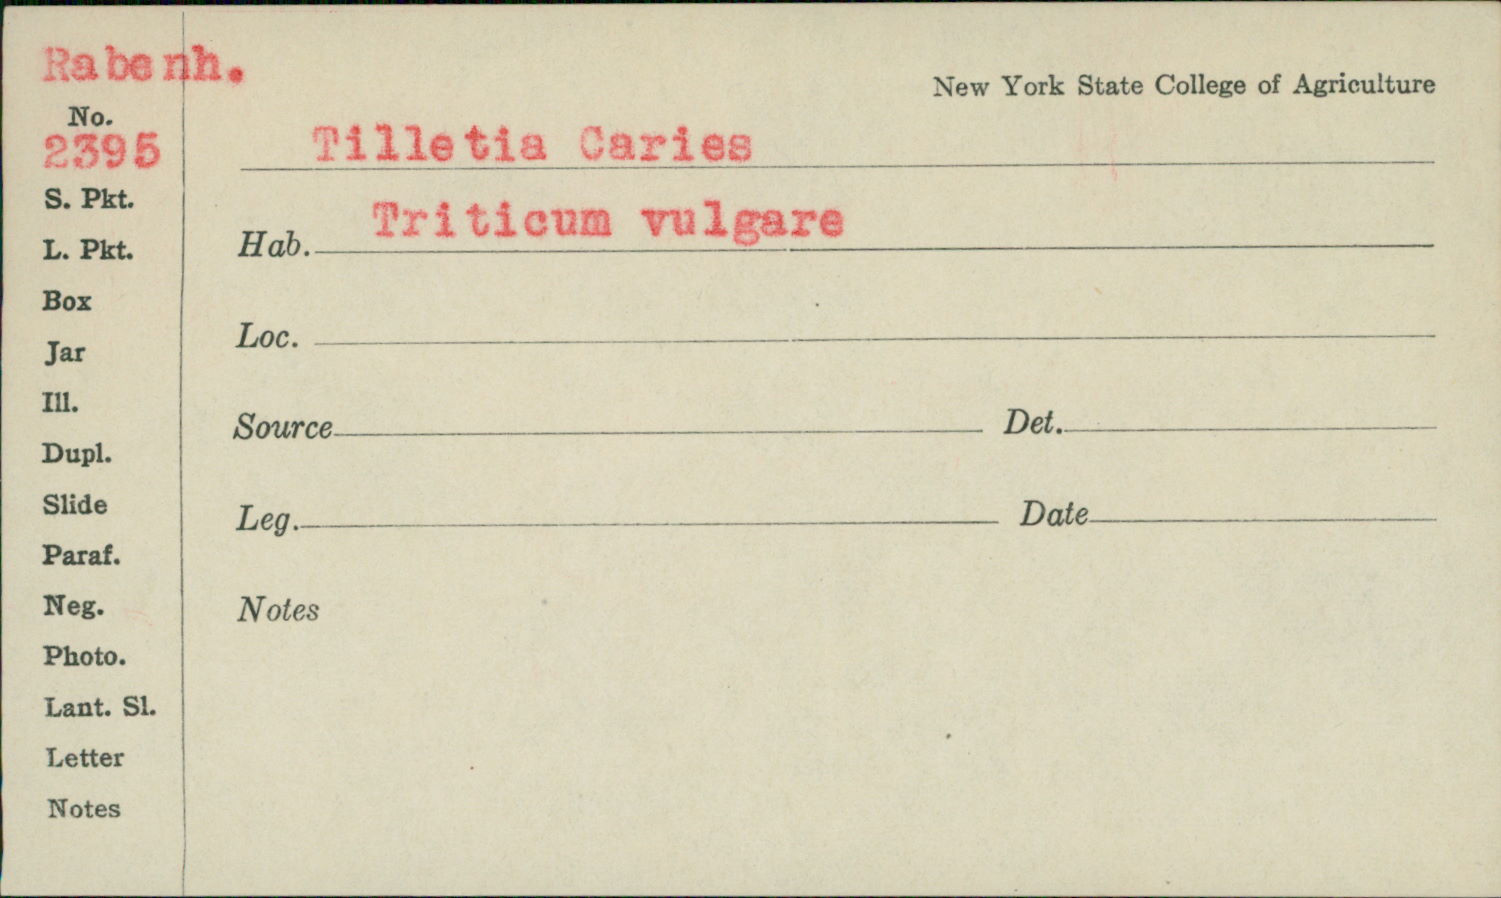 Rabenh.
New York State College of Agriculture
No.
2395
Tilletia Caries
S. Pkt.
Hab. Triticum vulgare
L. Pkt.
Box
Loc.
Jar
Ill.
Source Det.
Dupl.
Slide
Leg. Date
Paraf.
Neg.
Notes
Photo.
Lant. Sl.
Letter
Notes